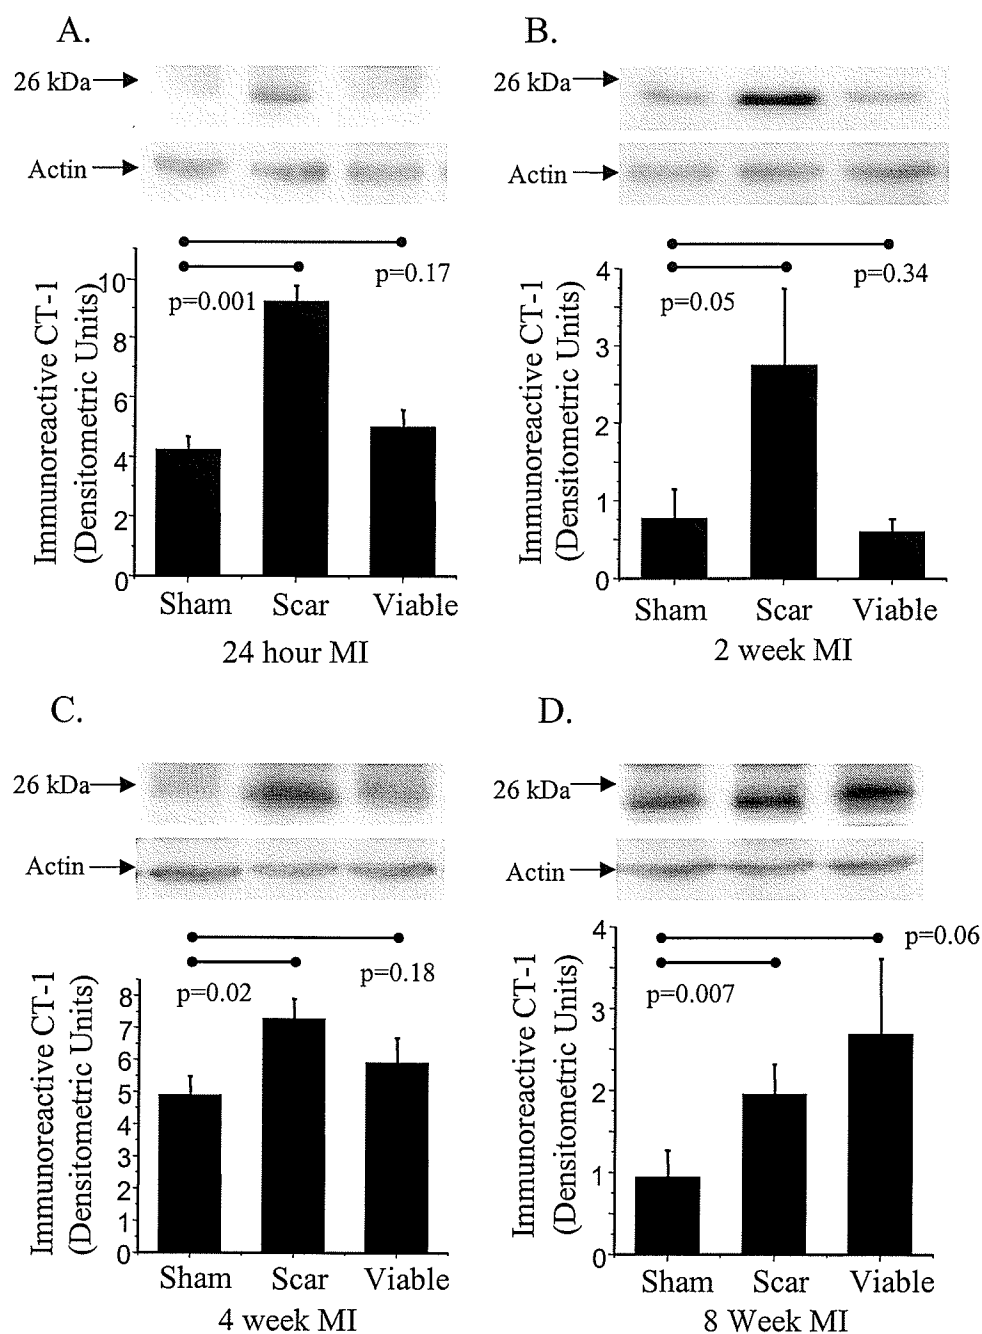 A.
26 kDa
Actin
p=0.001
p=0.17
Immunoreactive CT-1
(Densitometric Units)
10
8
6
4
2
0
Sham Scar Viable
24 hour MI
B.
26 kDa
Actin
p=0.05
p=0.34
Immunoreactive CT-1
(Densitometric Units)
4
3
2
1
0
Sham Scar Viable
2 week MI
C.
26 kDa
Actin
p=0.02
p=0.18
Immunoreactive CT-1
(Densitometric Units)
8
7
6
5
4
3
2
1
0
Sham Scar Viable
4 week MI
D.
26 kDa
Actin
p=0.007
p=0.06
Immunoreactive CT-1
(Densitometric Units)
4
3
2
1
0
Sham Scar Viable
8 Week MI